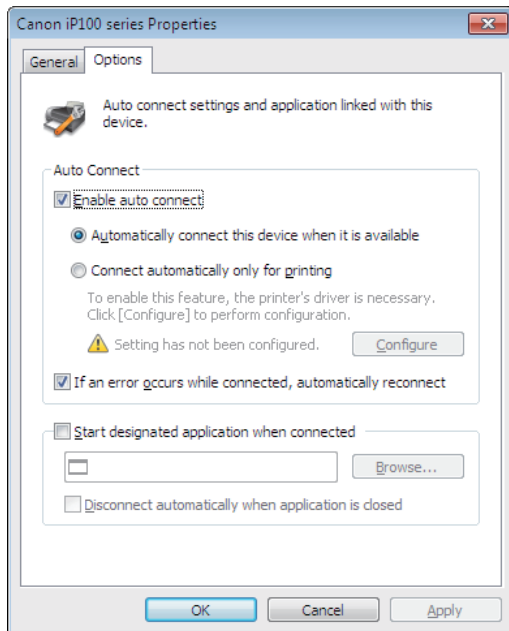 Canon iP100 series Properties
General
Options
Auto connect settings and application linked with this
device.
Auto Connect
Enable auto connect
Automatically connect this device when it is available
Connect automatically only for printing
To enable this feature, the printer's driver is necessary.
Click [Configure] to perform configuration.
Setting has not been configured.
Configure
If an error occurs while connected, automatically reconnect
Start designated application when connected
Browse...
Disconnect automatically when application is closed
OK
Cancel
Apply